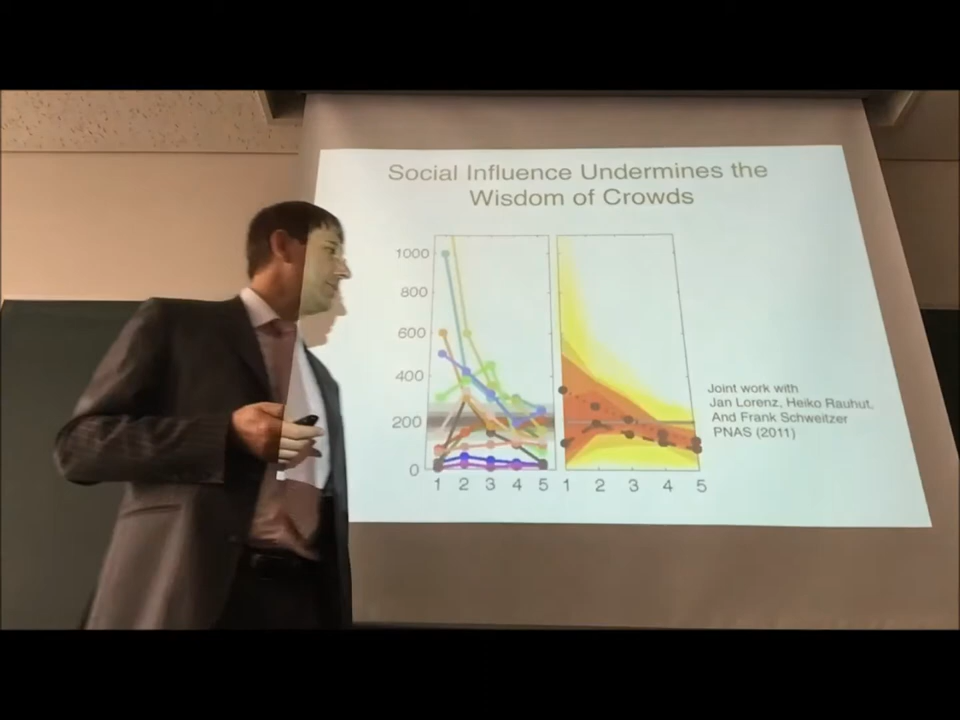 Social Influence Undermines the
Wisdom of Crowds
1000
800
600
400
200
0
1 2 3 4 5 1 2 3 4 5
Joint work with
Jan Lorenz, Heiko Rauhut,
And Frank Schweitzer
PNAS (2011)